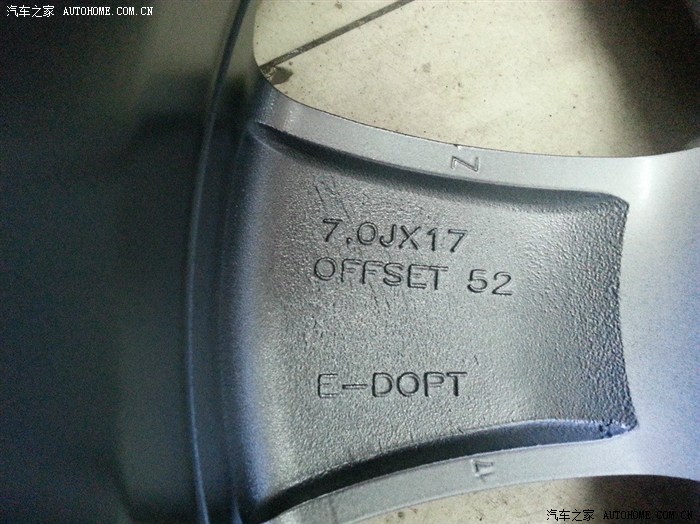 汽车之家 AUTOHOME.COM.CN
Z
7.0JX17
OFFSET 52
E-DOPT
汽车之家 AUTOHOME.COM.CN